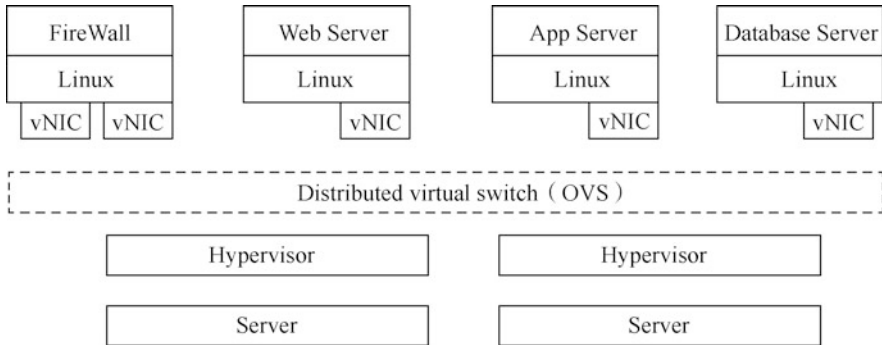 FireWall Web Server App Server Database Server
Linux Linux Linux Linux
vNIC vNIC vNIC vNIC vNIC
Distributed virtual switch（OVS）
Hypervisor Hypervisor
Server Server